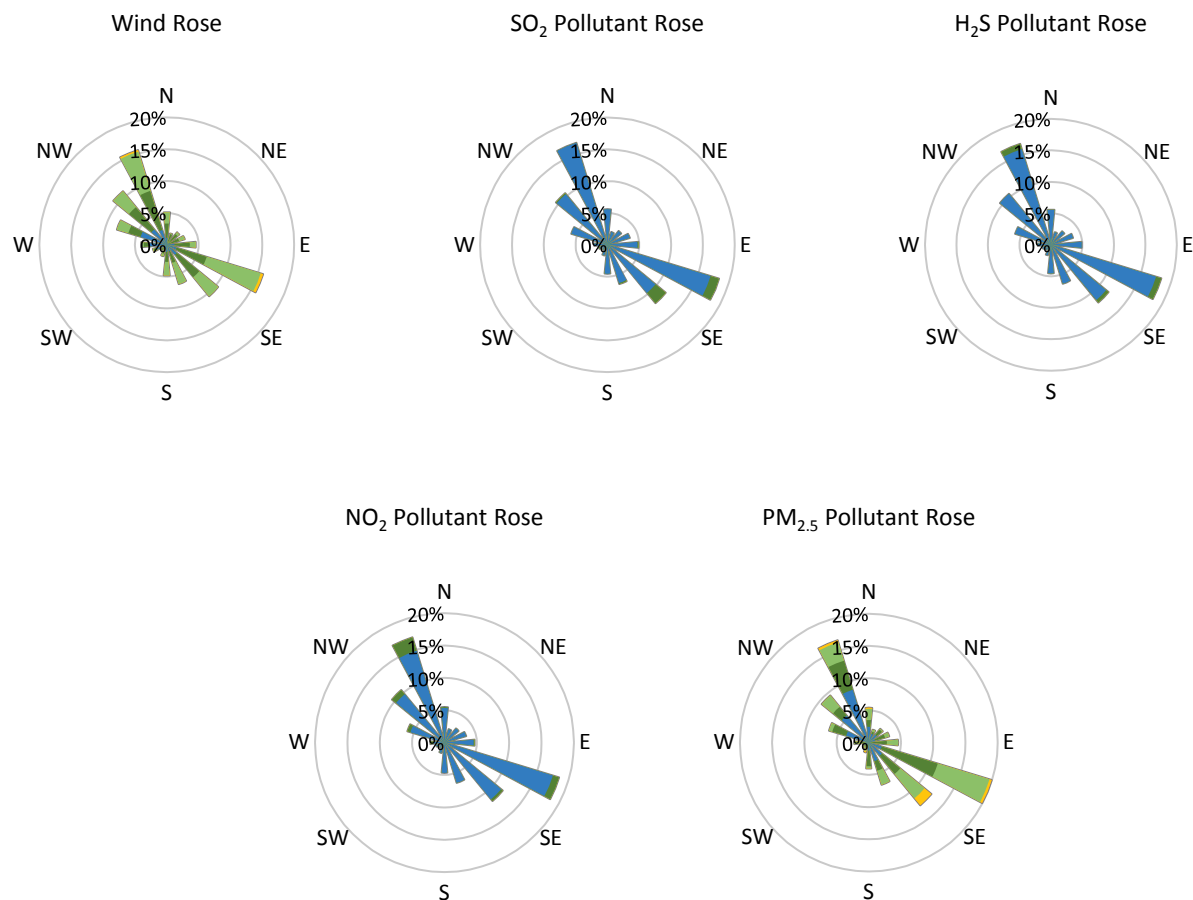 Wind Rose
N
20%
NW
NE
15%
10%
5%
W
0%
E
SW
SE
S
SO₂ Pollutant Rose
N
20%
NW
NE
15%
10%
5%
W
0%
E
SW
SE
S
H₂S Pollutant Rose
N
20%
NW
NE
15%
10%
5%
W
0%
E
SW
SE
S
NO₂ Pollutant Rose
N
20%
NW
NE
15%
10%
5%
W
0%
E
SW
SE
S
PM₂.₅ Pollutant Rose
N
20%
NW
NE
15%
10%
5%
W
0%
E
SW
SE
S